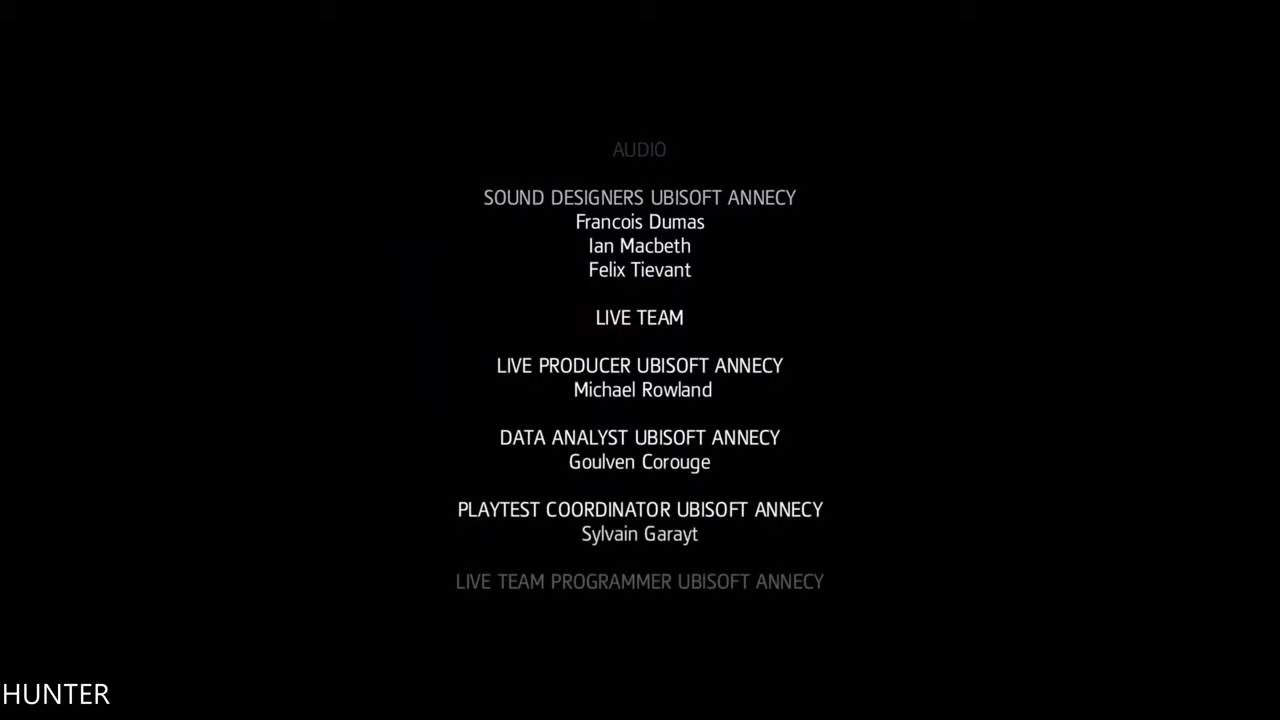 AUDIO
SOUND DESIGNERS UBISOFT ANNECY
Francois Dumas
Ian Macbeth
Felix Tievant
LIVE TEAM
LIVE PRODUCER UBISOFT ANNECY
Michael Rowland
DATA ANALYST UBISOFT ANNECY
Goulven Corouge
PLAYTEST COORDINATOR UBISOFT ANNECY
Sylvain Garayt
LIVE TEAM PROGRAMMER UBISOFT ANNECY
HUNTER